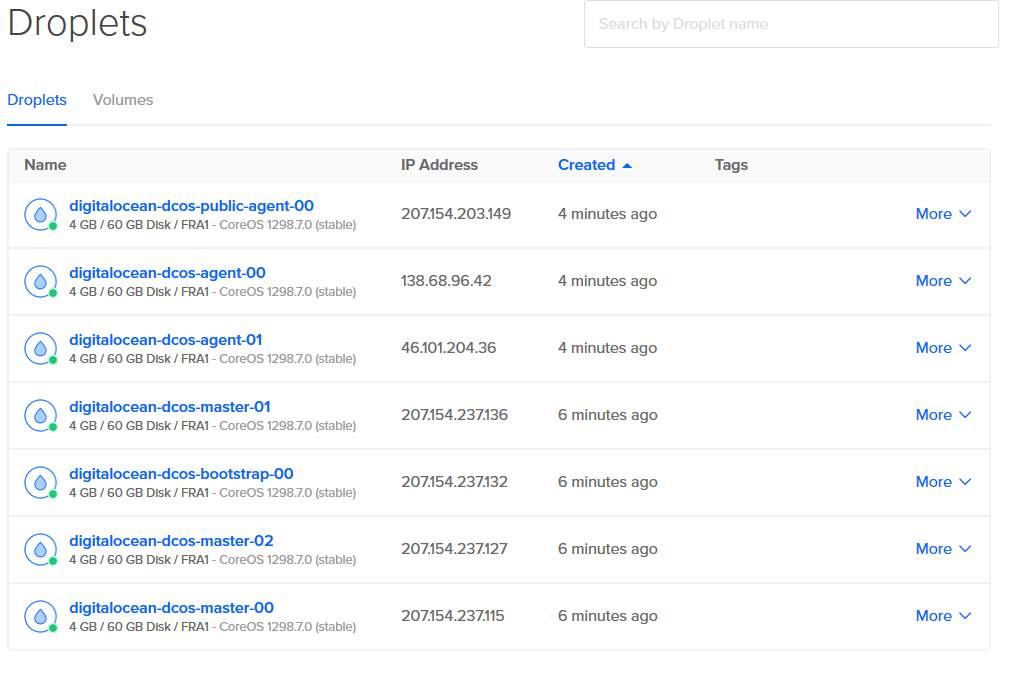 Droplets
Search by Droplet name
Droplets Volumes
Name IP Address Created Tags
digitalocean-dcos-public-agent-00
4 GB / 60 GB Disk / FRA1 - CoreOS 1298.7.0 (stable)
207.154.203.149 4 minutes ago More
digitalocean-dcos-agent-00
4 GB / 60 GB Disk / FRA1 - CoreOS 1298.7.0 (stable)
138.68.96.42 4 minutes ago More
digitalocean-dcos-agent-01
4 GB / 60 GB Disk / FRA1 - CoreOS 1298.7.0 (stable)
46.101.204.36 4 minutes ago More
digitalocean-dcos-master-01
4 GB / 60 GB Disk / FRA1 - CoreOS 1298.7.0 (stable)
207.154.237.136 6 minutes ago More
digitalocean-dcos-bootstrap-00
4 GB / 60 GB Disk / FRA1 - CoreOS 1298.7.0 (stable)
207.154.237.132 6 minutes ago More
digitalocean-dcos-master-02
4 GB / 60 GB Disk / FRA1 - CoreOS 1298.7.0 (stable)
207.154.237.127 6 minutes ago More
digitalocean-dcos-master-00
4 GB / 60 GB Disk / FRA1 - CoreOS 1298.7.0 (stable)
207.154.237.115 6 minutes ago More